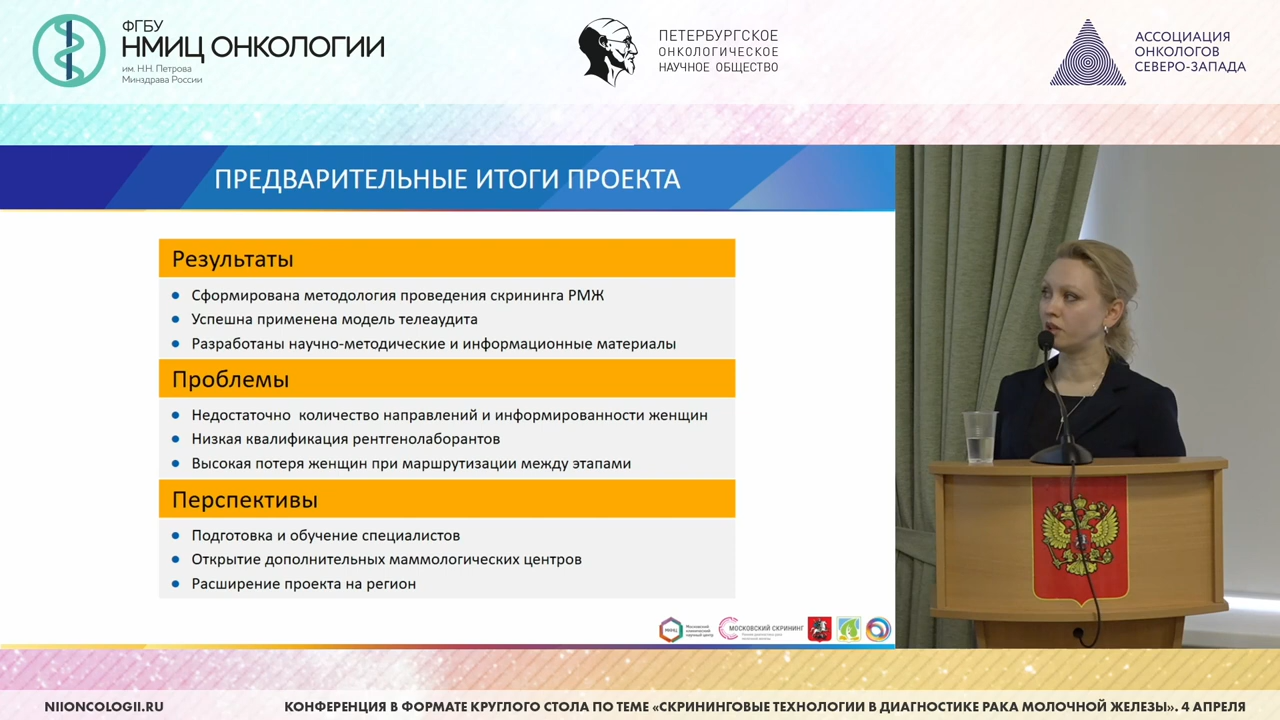 ФГБУ
НМИЦ ОНКОЛОГИИ
им. Н.Н. Петрова
Минздрава России
ПЕТЕРБУРГСКОЕ
ОНКОЛОГИЧЕСКОЕ
НАУЧНОЕ ОБЩЕСТВО
АССОЦИАЦИЯ
ОНКОЛОГОВ
СЕВЕРО-ЗАПАДА
ПРЕДВАРИТЕЛЬНЫЕ ИТОГИ ПРОЕКТА
Результаты
Сформирована методология проведения скрининга РМЖ
Успешна применена модель телеаудита
Разработаны научно-методические и информационные материалы
Проблемы
Недостаточно количество направлений и информированности женщин
Низкая квалификация рентгенолаборантов
Высокая потеря женщин при маршрутизации между этапами
Перспективы
Подготовка и обучение специалистов
Открытие дополнительных маммологических центров
Расширение проекта на регион
Московский
клинический
научный центр
МОСКОВСКИЙ СКРИНИНГ
NIIONCOLOGII.RU
КОНФЕРЕНЦИЯ В ФОРМАТЕ КРУГЛОГО СТОЛА ПО ТЕМЕ «СКРИНИНГОВЫЕ ТЕХНОЛОГИИ В ДИАГНОСТИКЕ РАКА МОЛОЧНОЙ ЖЕЛЕЗЫ». 4 АПРЕЛЯ